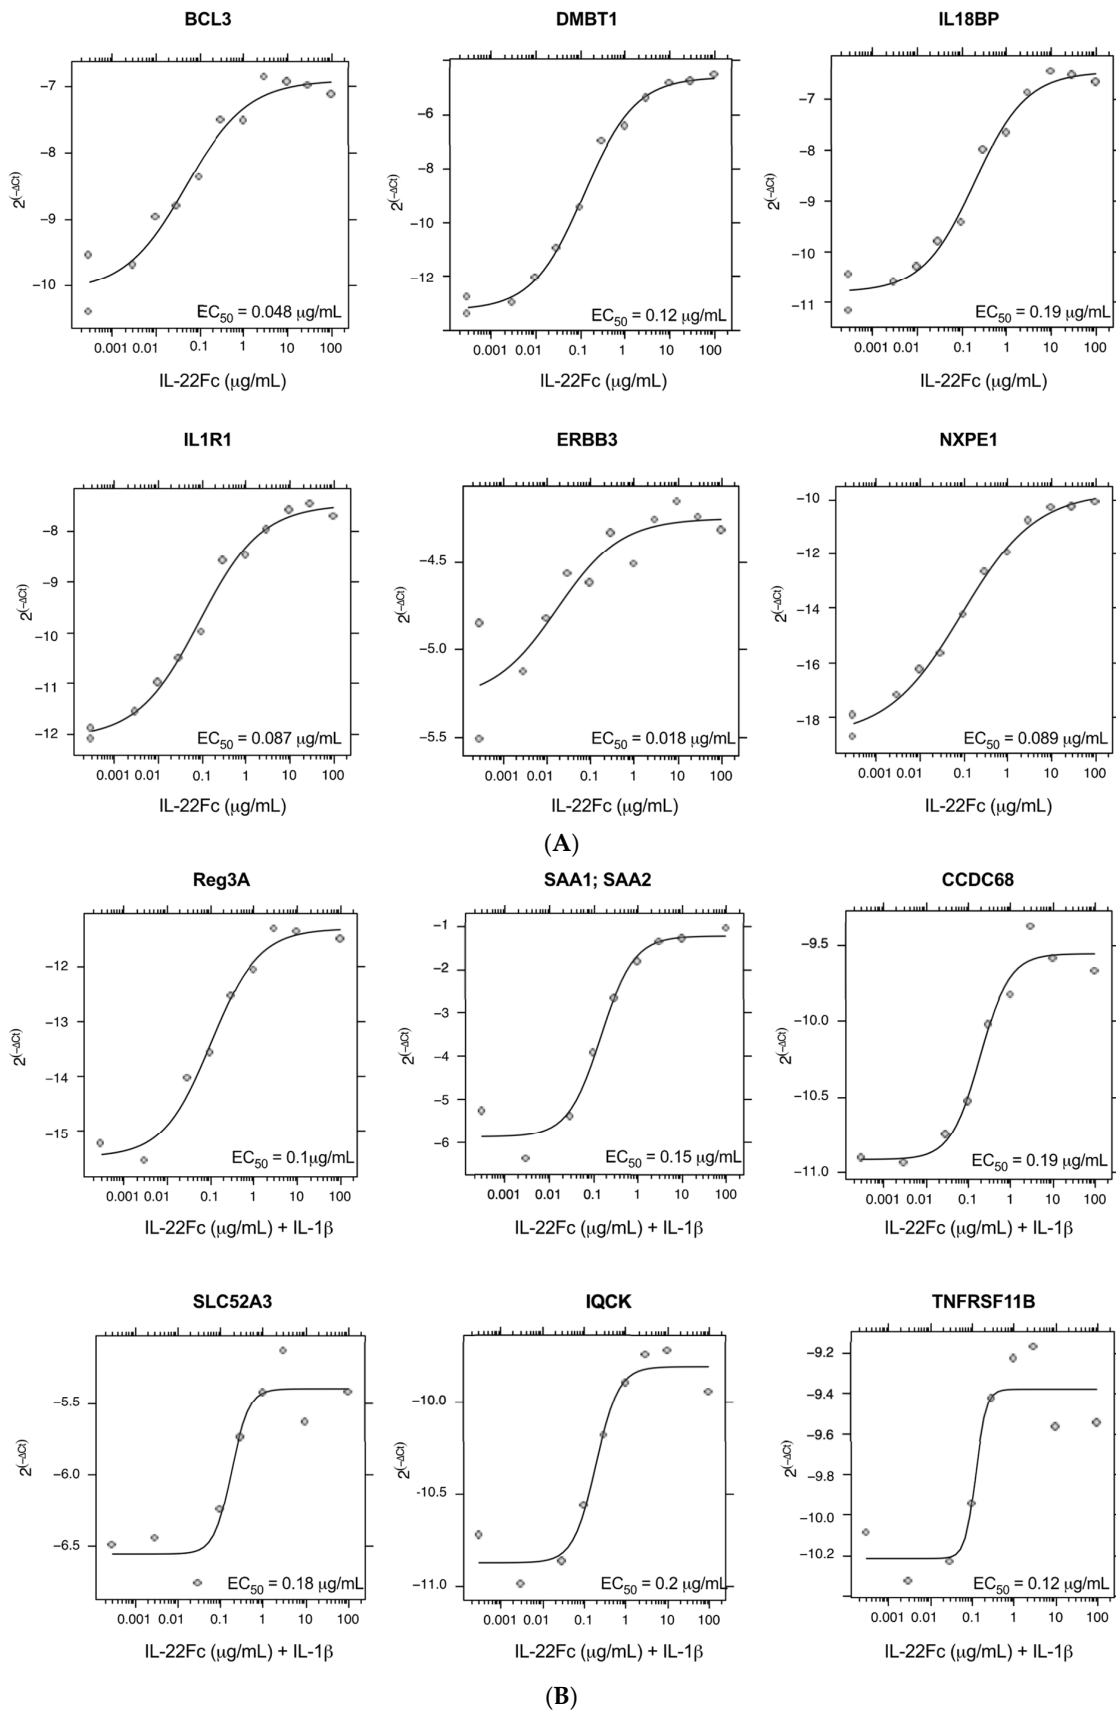 BCL3 DMBT1 IL18BP
2(−ΔCt) −7 −8 −9 −10 EC50 = 0.048 μg/mL
0.001 0.01 0.1 1 10 100
IL-22Fc (μg/mL)
2(−ΔCt) −6 −8 −10 −12 EC50 = 0.12 μg/mL
0.001 0.01 0.1 1 10 100
IL-22Fc (μg/mL)
2(−ΔCt) −7 −8 −9 −10 −11 EC50 = 0.19 μg/mL
0.001 0.01 0.1 1 10 100
IL-22Fc (μg/mL)
IL1R1 ERBB3 NXPE1
2(−ΔCt) −8 −9 −10 −11 −12 EC50 = 0.087 μg/mL
0.001 0.01 0.1 1 10 100
IL-22Fc (μg/mL)
2(−ΔCt) −4.5 −5.0 −5.5 EC50 = 0.018 μg/mL
0.001 0.01 0.1 1 10 100
IL-22Fc (μg/mL)
2(−ΔCt) −10 −12 −14 −16 −18 EC50 = 0.089 μg/mL
0.001 0.01 0.1 1 10 100
IL-22Fc (μg/mL)
(A)
Reg3A SAA1; SAA2 CCDC68
2(−ΔCt) −12 −13 −14 −15 EC50 = 0.1μg/mL
0.001 0.01 0.1 1 10 100
IL-22Fc (μg/mL) + IL-1β
2(−ΔCt) −1 −2 −3 −4 −5 −6 EC50 = 0.15 μg/mL
0.001 0.01 0.1 1 10 100
IL-22Fc (μg/mL) + IL-1β
2(−ΔCt) −9.5 −10.0 −10.5 −11.0 EC50 = 0.19 μg/mL
0.001 0.01 0.1 1 10 100
IL-22Fc (μg/mL) + IL-1β
SLC52A3 IQCK TNFRSF11B
2(−ΔCt) −5.5 −6.0 −6.5 EC50 = 0.18 μg/mL
0.001 0.01 0.1 1 10 100
IL-22Fc (μg/mL) + IL-1β
2(−ΔCt) −10.0 -10.5 −11.0 EC50 = 0.2 μg/mL
0.001 0.01 0.1 1 10 100
IL-22Fc (μg/mL) + IL-1β
2(−ΔCt) −9.2 −9.4 −9.6 −9.8 −10.0 −10.2 EC50 = 0.12 μg/mL
0.001 0.01 0.1 1 10 100
IL-22Fc (μg/mL) + IL-1β
(B)